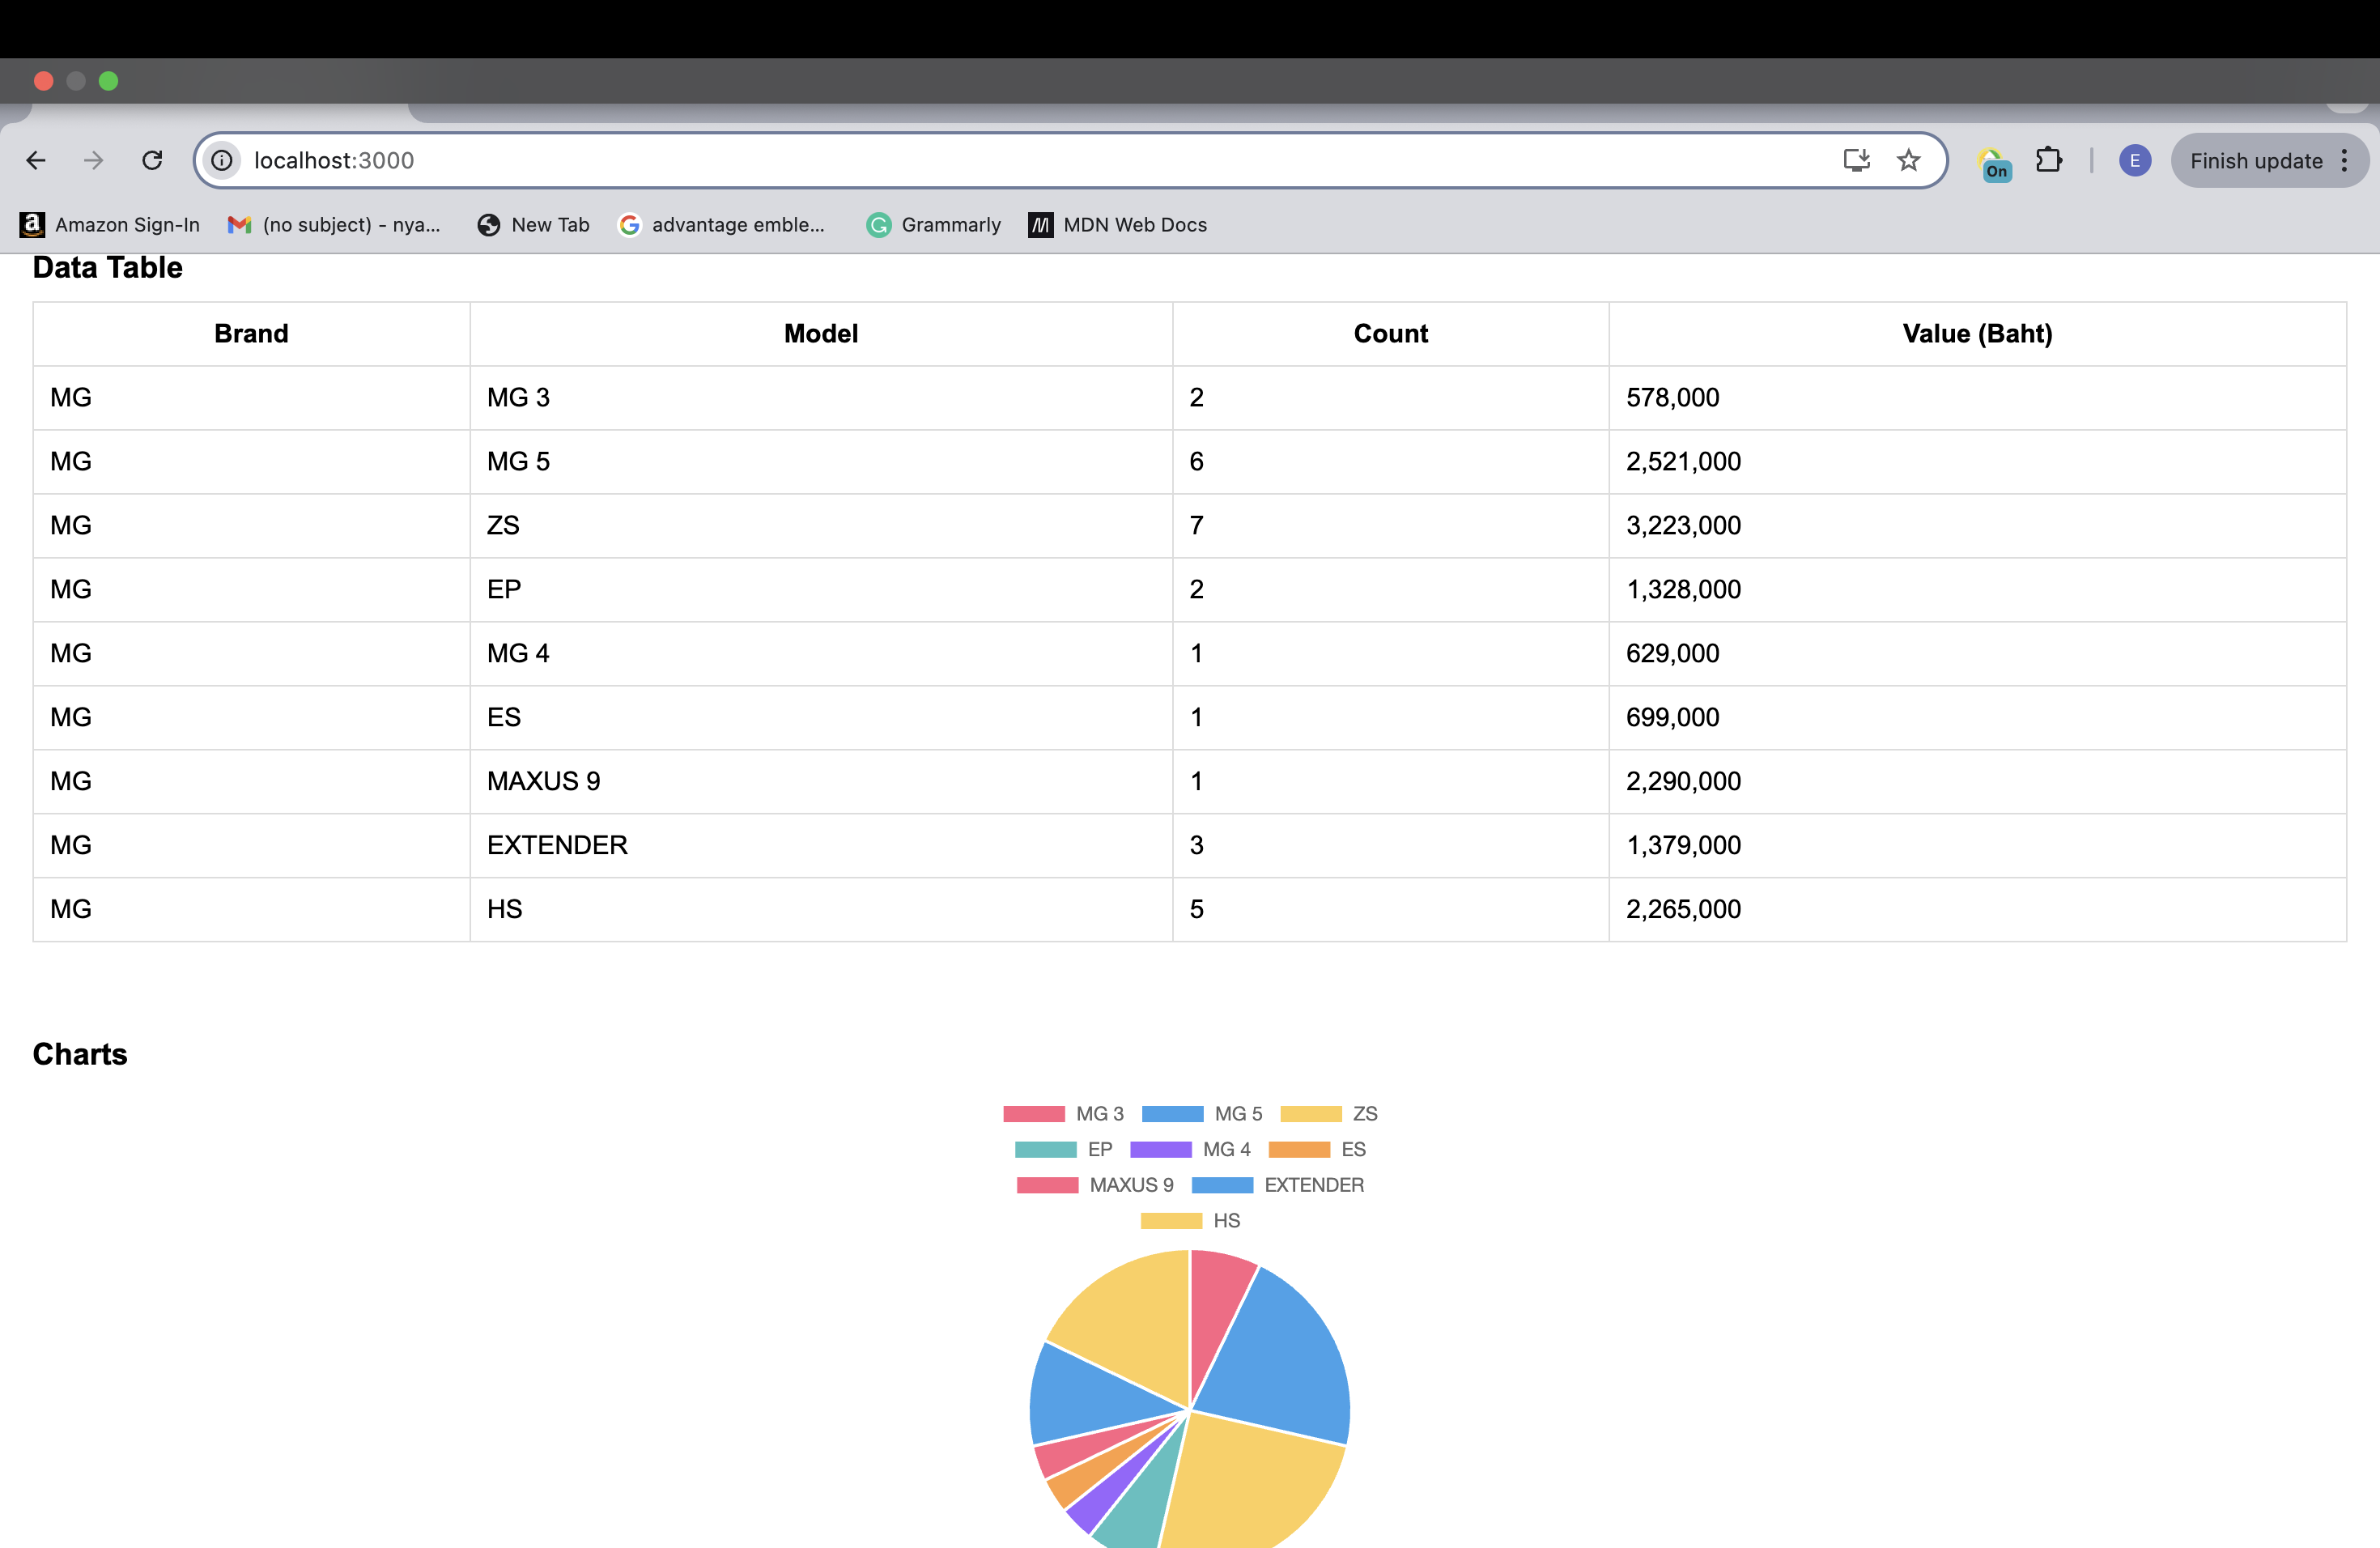 localhost:3000
On
E
Finish update
Amazon Sign-In (no subject) - nya... New Tab advantage emble... Grammarly MDN Web Docs
Data Table
Brand Model Count Value (Baht)
MG MG 3 2 578,000
MG MG 5 6 2,521,000
MG ZS 7 3,223,000
MG EP 2 1,328,000
MG MG 4 1 629,000
MG ES 1 699,000
MG MAXUS 9 1 2,290,000
MG EXTENDER 3 1,379,000
MG HS 5 2,265,000
Charts
MG 3 MG 5 ZS
EP MG 4 ES
MAXUS 9 EXTENDER
HS